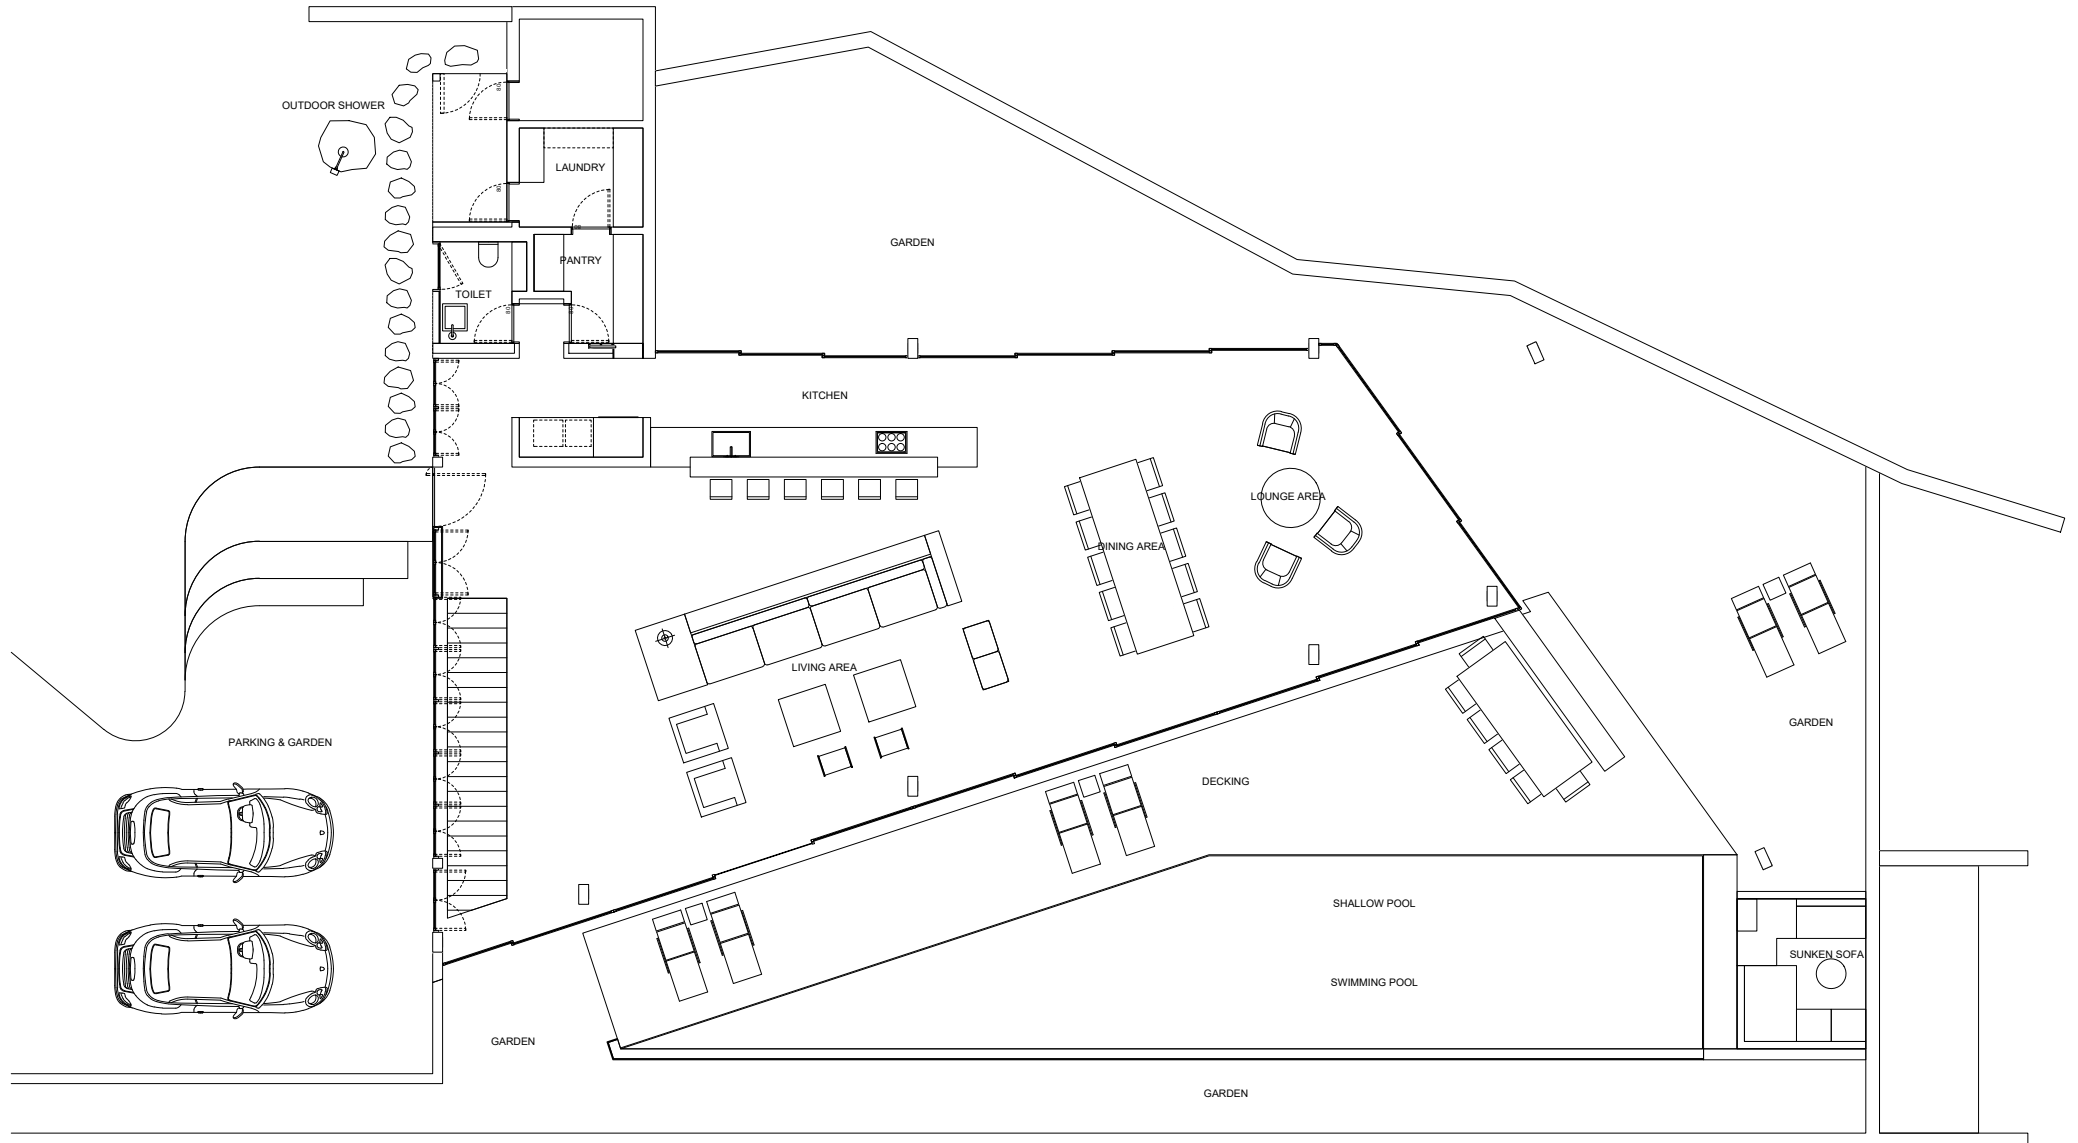 OUTDOOR SHOWER
LAUNDRY
GARDEN
PANTRY
TOILET
KITCHEN
LOUNGE AREA
DINING AREA
LIVING AREA
GARDEN
PARKING & GARDEN
DECKING
SHALLOW POOL
SUNKEN SOFA
SWIMMING POOL
GARDEN
GARDEN